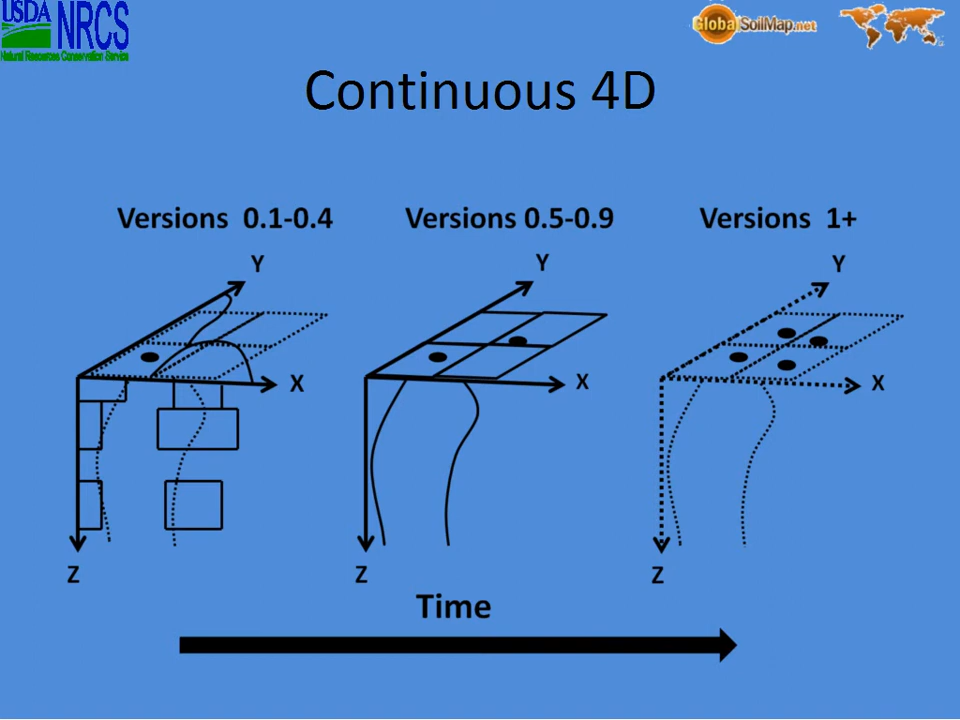 USDA NRCS
Natural Resources Conservation Service
GlobalSoilMap.net
Continuous 4D
Versions 0.1-0.4
Versions 0.5-0.9
Versions 1+
Y
Y
Y
X
X
X
Z
Z
Z
Time